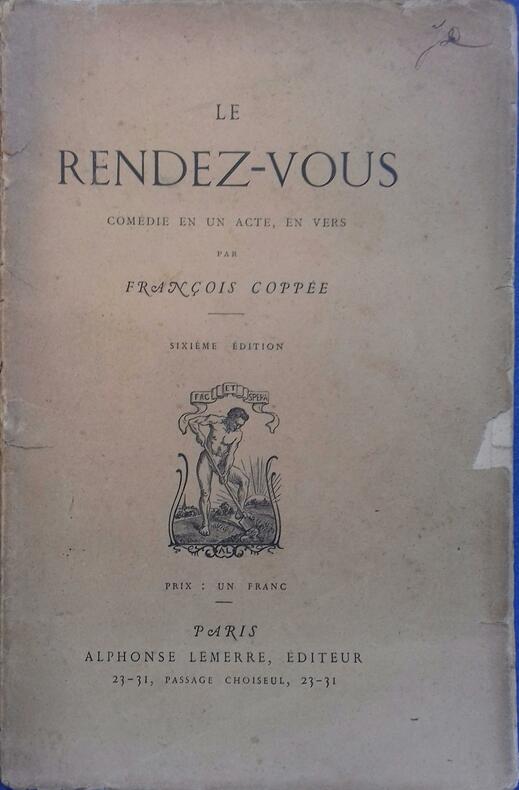 LE
RENDEZ-VOUS
COMÉDIE EN UN ACTE, EN VERS
PAR
FRANÇOIS COPPÉE
SIXIÈME ÉDITION
FAC ET SPERA
AL
PRIX : UN FRANC
PARIS
ALPHONSE LEMERRE, ÉDITEUR
23-31, PASSAGE CHOISEUL, 23-31